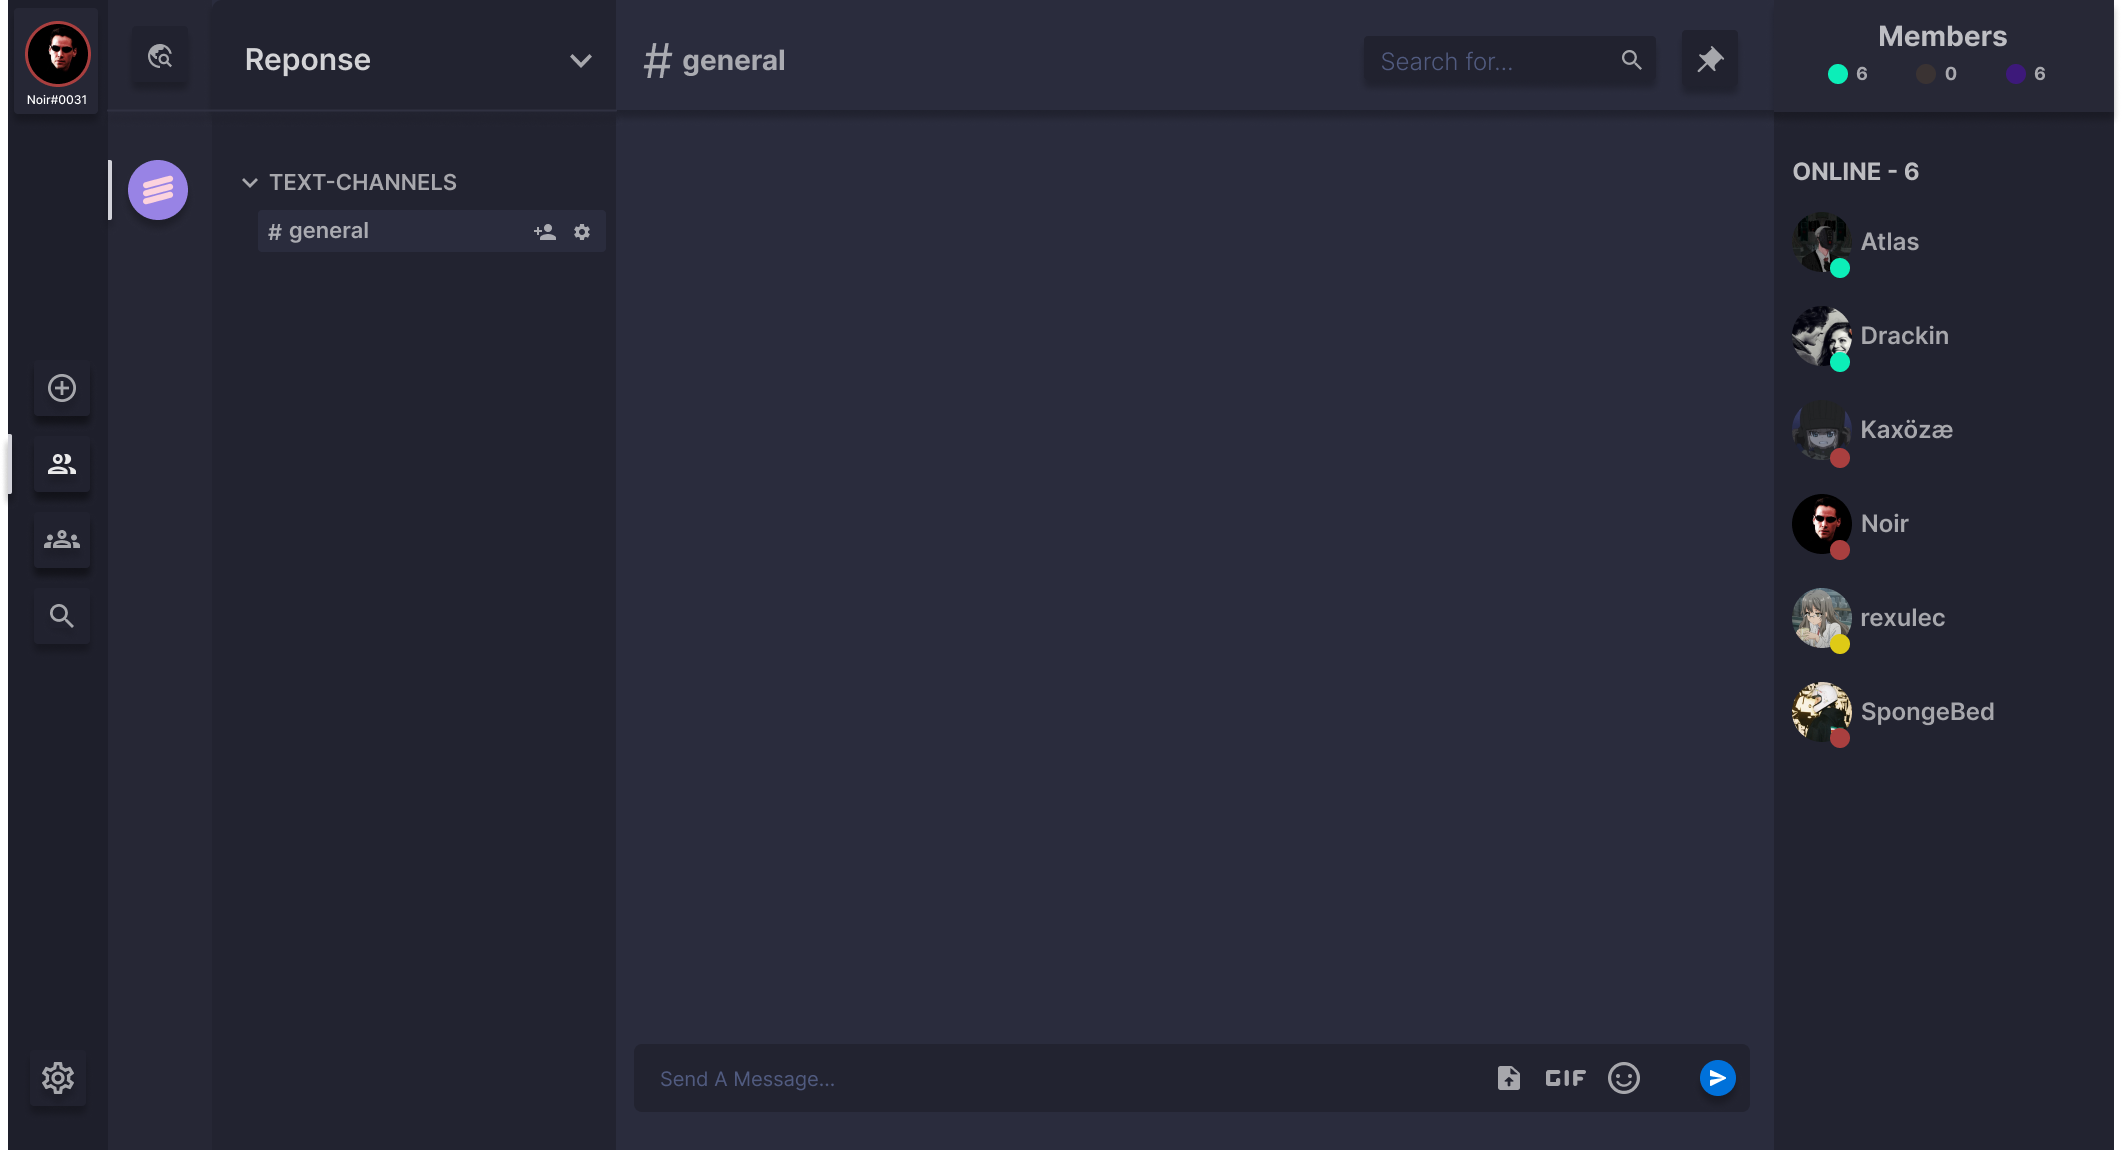 Noir#0031
Reponse
TEXT-CHANNELS
# general
# general
Search for...
Send A Message...
GIF
Members
6 0 6
ONLINE - 6
Atlas
Drackin
Kaxözæ
Noir
rexulec
SpongeBed